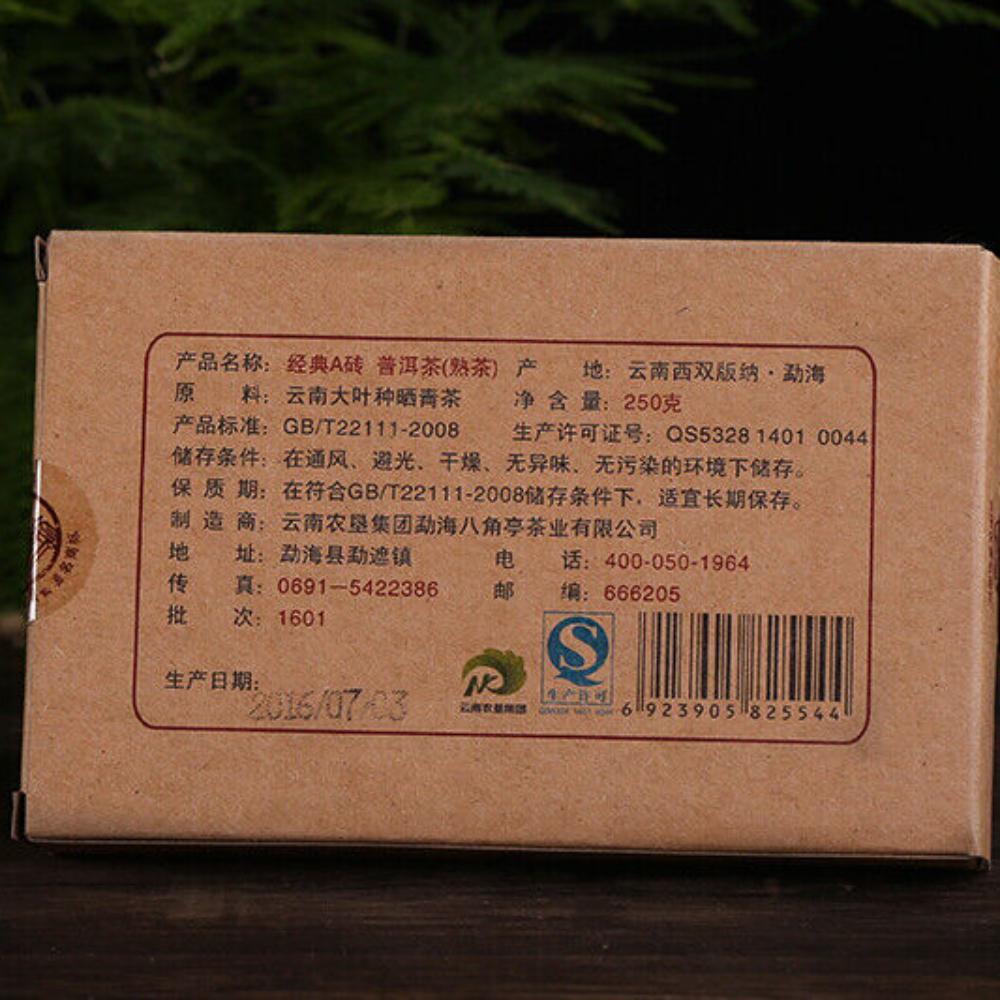 产品名称：经典A砖 普洱茶(熟茶) 产 地：云南西双版纳·勐海
原 料：云南大叶种晒青茶 净含量：250克
产品标准：GB/T22111-2008 生产许可证号：QS5328 1401 0044
储存条件：在通风、避光、干燥、无异味、无污染的环境下储存。
保质期：在符合GB/T22111-2008储存条件下，适宜长期保存。
制造商：云南农垦集团勐海八角亭茶业有限公司
地 址：勐海县勐遮镇 电 话：400-050-1964
传 真：0691-5422386 邮 编：666205
批 次：1601
生产日期：
2016/07/03
云南农垦集团
生产许可
6 923905 825544